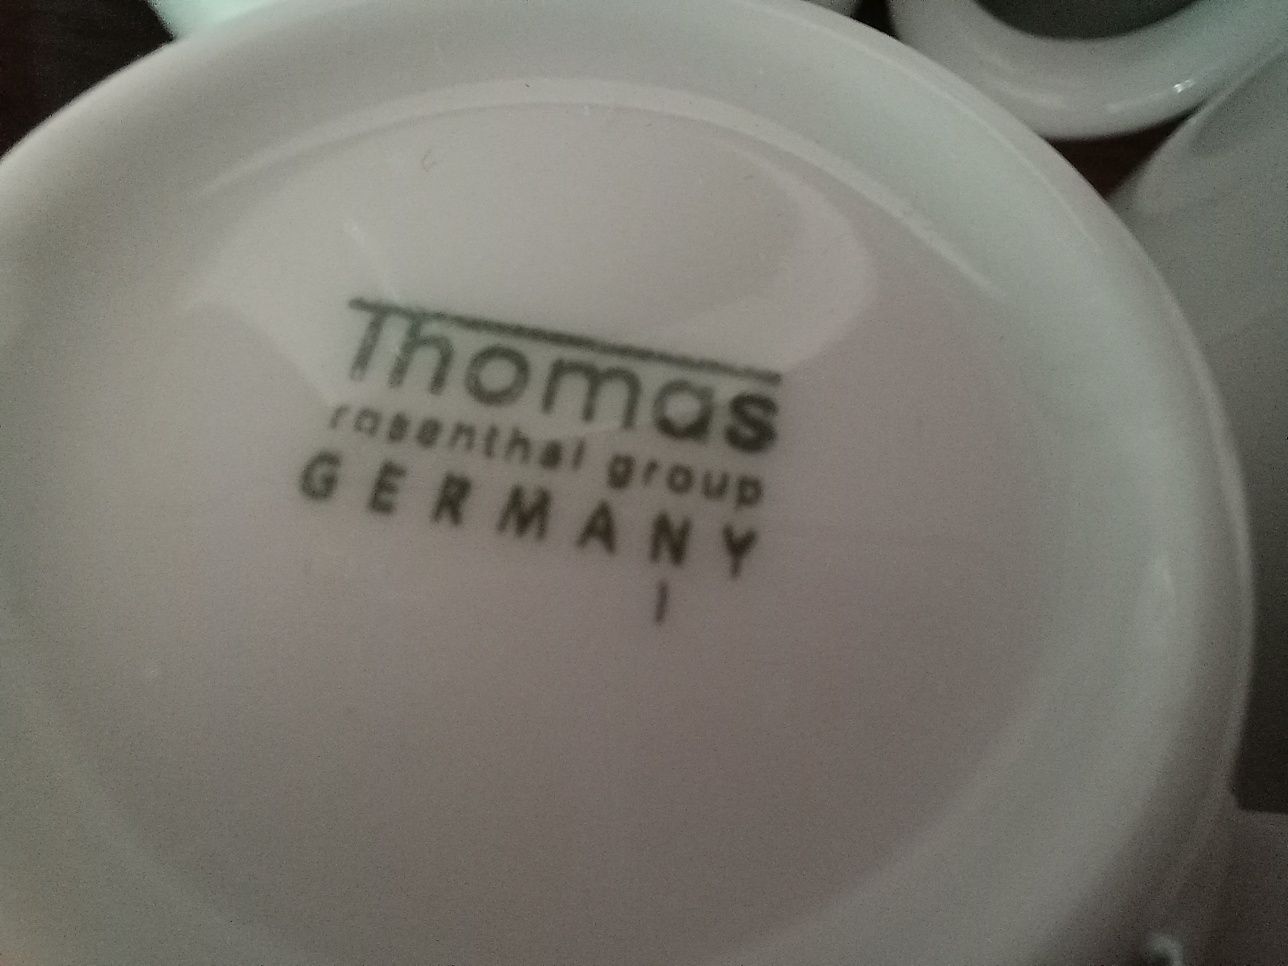 Thomas
rosenthal group
GERMANY
I